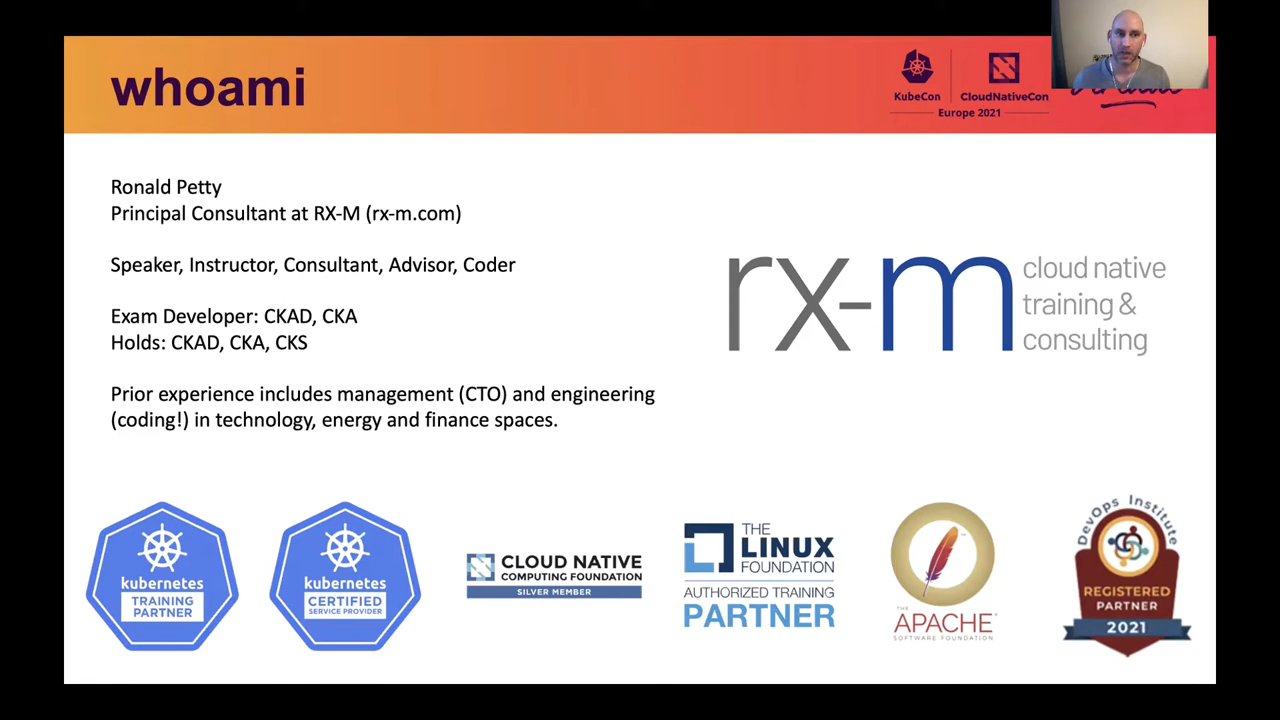 whoami
KubeCon
CloudNativeCon
Europe 2021
Ronald Petty
Principal Consultant at RX-M (rx-m.com)
Speaker, Instructor, Consultant, Advisor, Coder
Exam Developer: CKAD, CKA
Holds: CKAD, CKA, CKS
Prior experience includes management (CTO) and engineering
(coding!) in technology, energy and finance spaces.
rx-m
cloud native
training &
consulting
kubernetes
TRAINING
PARTNER
kubernetes
CERTIFIED
SERVICE PROVIDER
CLOUD NATIVE
COMPUTING FOUNDATION
SILVER MEMBER
THE
LINUX
FOUNDATION
AUTHORIZED TRAINING
PARTNER
THE
APACHE
SOFTWARE FOUNDATION
DevOps Institute
REGISTERED
PARTNER
2021